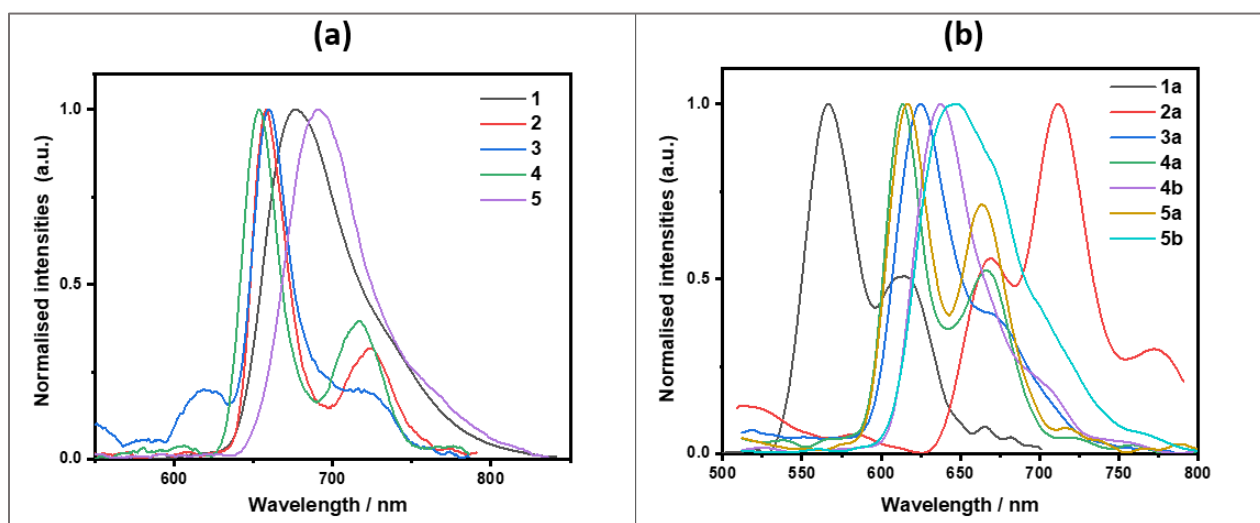 (a)
Normalised intensities (a.u.)
1.0
0.5
0.0
600
650
700
750
800
Wavelength / nm
1
2
3
4
5
(b)
Normalised intensities (a.u.)
1.0
0.5
0.0
500
550
600
650
700
750
800
Wavelength / nm
1a
2a
3a
4a
4b
5a
5b